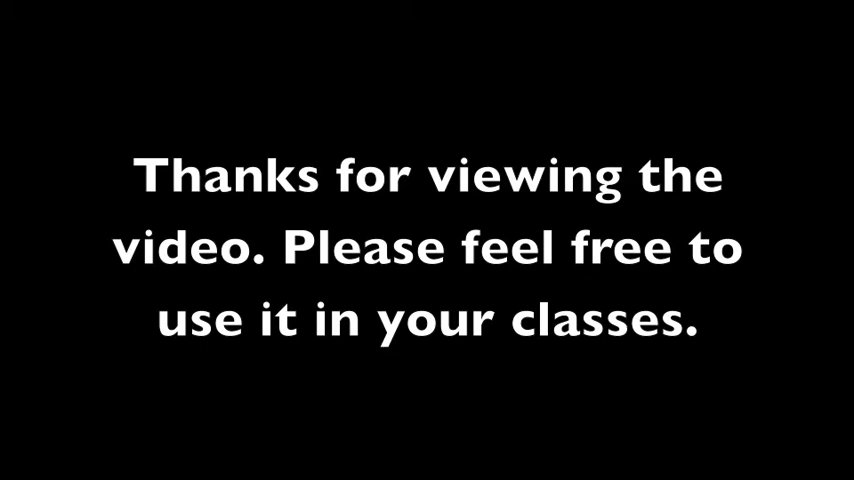 Thanks for viewing the
video. Please feel free to
use it in your classes.